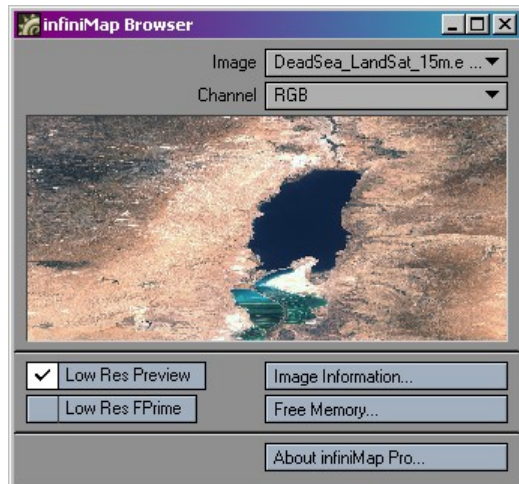 infiniMap Browser
Image DeadSea_LandSat_15m.e ...
Channel RGB
Low Res Preview Image Information...
Low Res FPrime Free Memory...
About infiniMap Pro...